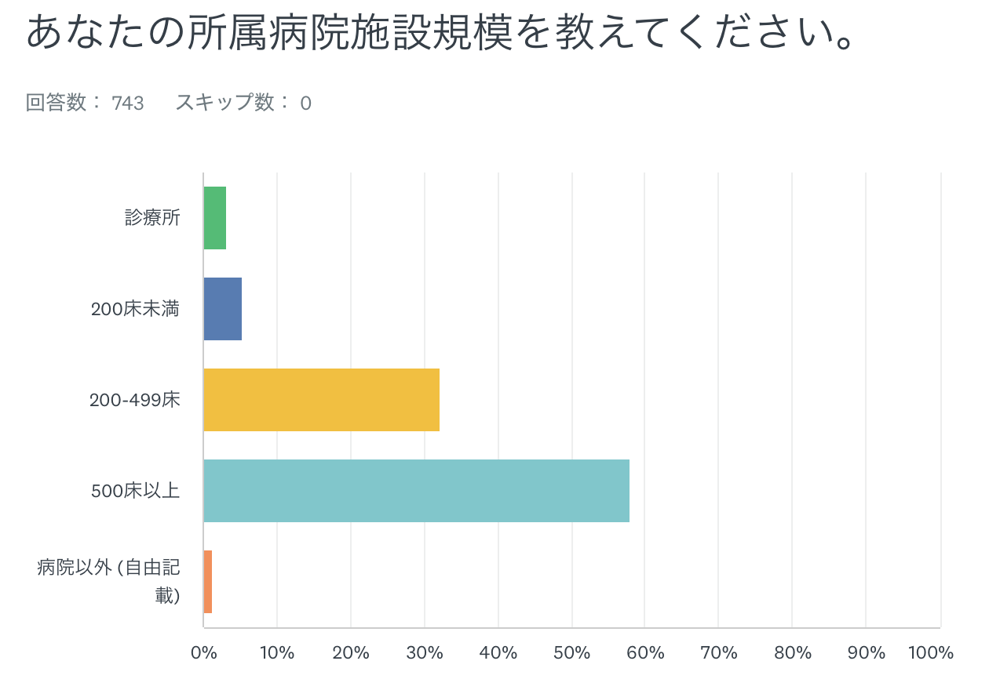 あなたの所属病院施設規模を教えてください。
回答数： 743 スキップ数： 0
診療所
200床未満
200-499床
500床以上
病院以外 (自由記
載)
0% 10% 20% 30% 40% 50% 60% 70% 80% 90% 100%